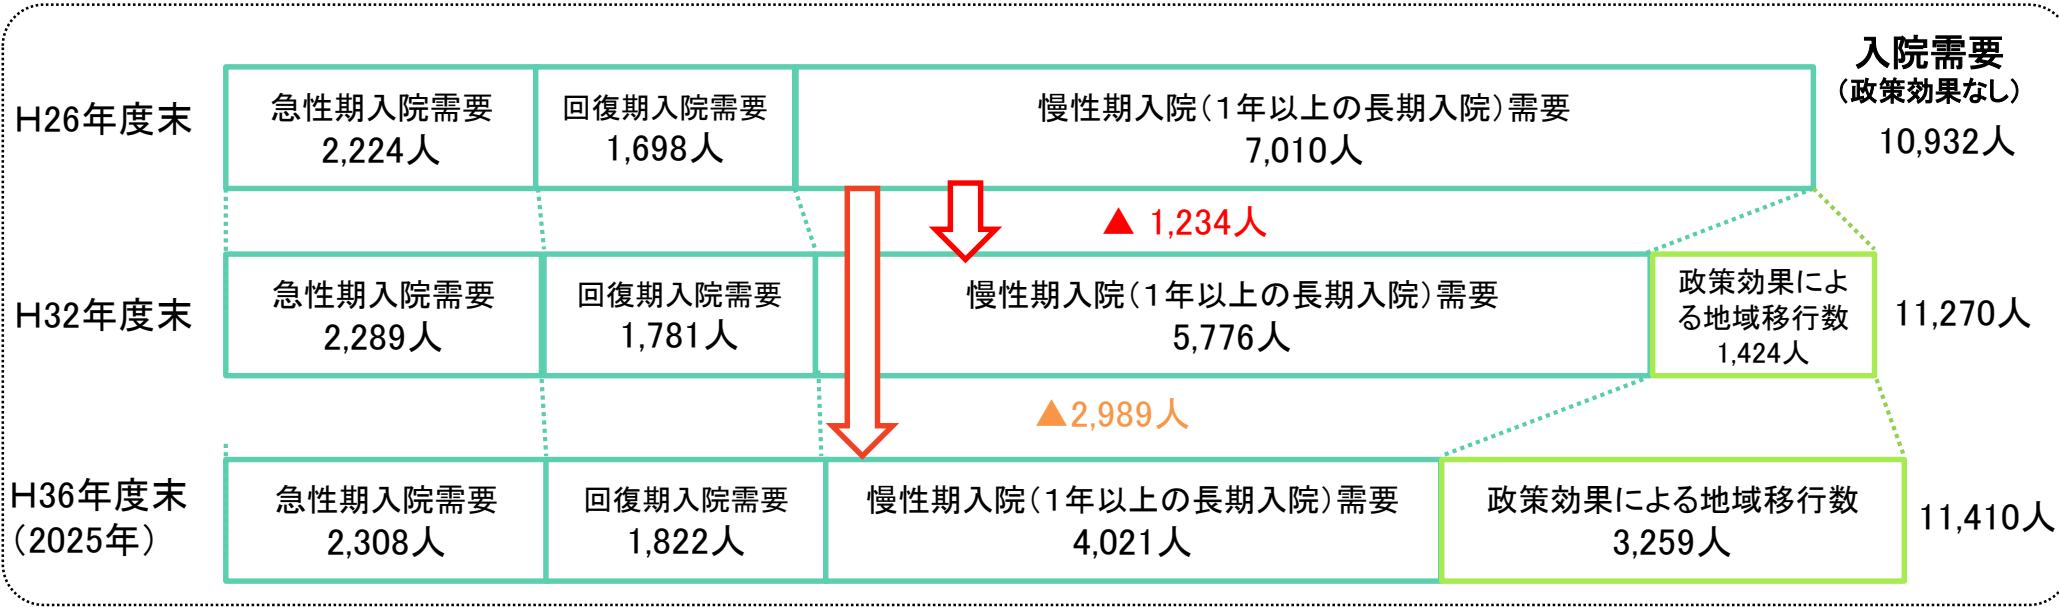 入院需要
（政策効果なし）
H26年度末
急性期入院需要
2,224人
回復期入院需要
1,698人
慢性期入院（１年以上の長期入院）需要
7,010人
10,932人
▲ 1,234人
H32年度末
急性期入院需要
2,289人
回復期入院需要
1,781人
慢性期入院（１年以上の長期入院）需要
5,776人
政策効果によ
る地域移行数
1,424人
11,270人
▲2,989人
H36年度末
（2025年）
急性期入院需要
2,308人
回復期入院需要
1,822人
慢性期入院（１年以上の長期入院）需要
4,021人
政策効果による地域移行数
3,259人
11,410人